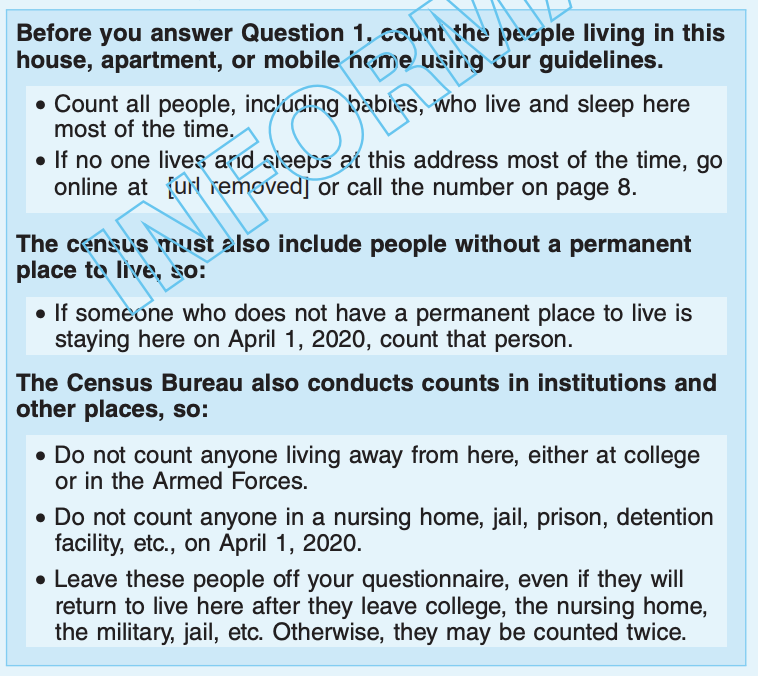 Before you answer Question 1. count the people living in this
house, apartment, or mobile home using our guidelines.
• Count all people, including babies, who live and sleep here
most of the time.
• If no one lives and sleeps at this address most of the time, go
online at [url removed] or call the number on page 8.
The census must also include people without a permanent
place to live, so:
• If someone who does not have a permanent place to live is
staying here on April 1, 2020, count that person.
The Census Bureau also conducts counts in institutions and
other places, so:
• Do not count anyone living away from here, either at college
or in the Armed Forces.
• Do not count anyone in a nursing home, jail, prison, detention
facility, etc., on April 1, 2020.
• Leave these people off your questionnaire, even if they will
return to live here after they leave college, the nursing home,
the military, jail, etc. Otherwise, they may be counted twice.
INFORMA